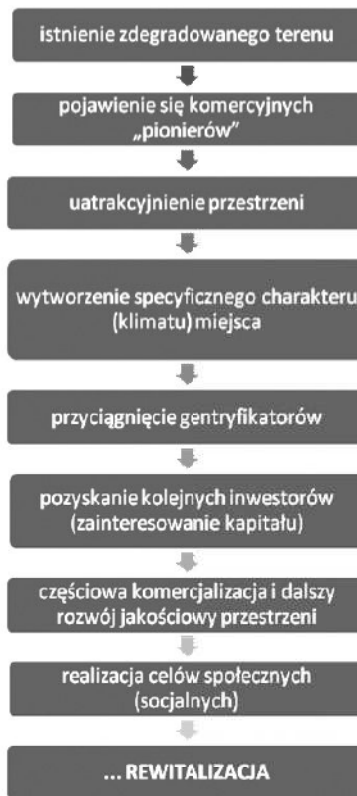 istnienie zdegradowanego terenu
pojawienie się komercyjnych
„pionierów”
uatrakcyjnienie przestrzeni
wytworzenie specyficznego charakteru
(klimatu) miejsca
przyciągnięcie gentryfikatorów
pozyskanie kolejnych inwestorów
(zainteresowanie kapitału)
częściowa komercjalizacja i dalszy
rozwój jakościowy przestrzeni
realizacja celów społecznych
(socjalnych)
... REWITALIZACJA